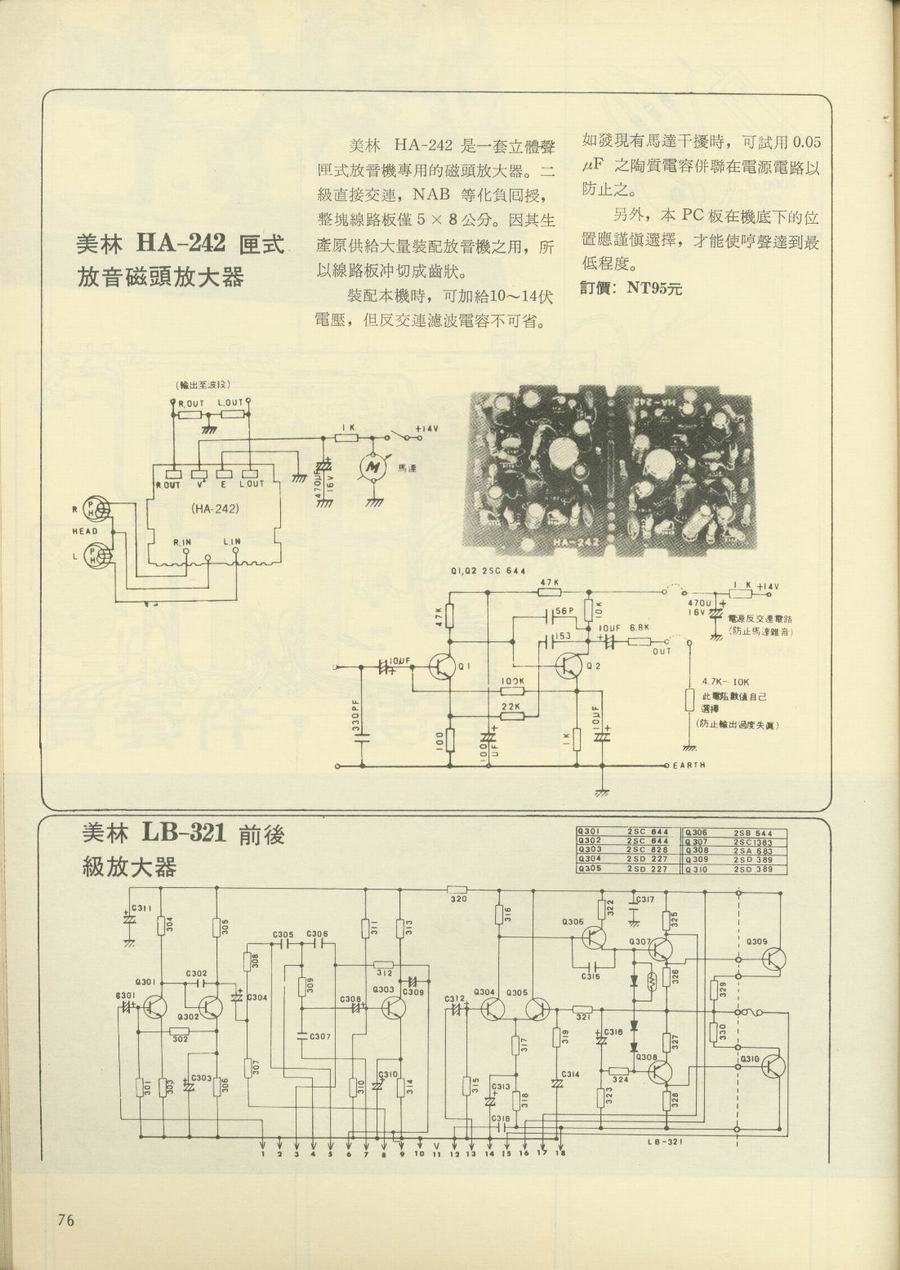 美林 HA-242 匣式
放音磁頭放大器
美林 HA-242 是一套立體聲
匣式放音機專用的磁頭放大器。二
級直接交連，NAB 等化負回授，
整塊線路板僅 5 × 8 公分。因其生
產原供給大量裝配放音機之用，所
以線路板冲切成齒狀。
裝配本機時，可加給10～14伏
電壓，但反交連濾波電容不可省。
如發現有馬達干擾時，可試用 0.05
μF 之陶質電容併聯在電源電路以
防止之。
另外，本 PC 板在機底下的位
置應謹愼選擇，才能使哼聲達到最
低程度。
訂價：NT95元
(輸出至波段)
R.OUT L.OUT
1K
+14V
470UF
16V
M
馬達
R.OUT V+ E L.OUT
(HA-242)
R
PH
HEAD
L
PH
R.IN L.IN
HA-242
HA-242
Q1,Q2 2SC 644
47K
1 K +14V
47K
56P
10K
470U
16V
電源反交連電路
(防止馬達雜音)
153
10UF 6.8K
OUT
10UF
Q1
Q2
100K
4.7K- 10K
此電阻數值自己
選擇
(防止輸出過度失眞)
330PF
22K
100
100
UF
1K
10UF
EARTH
美林 LB-321 前後
級放大器
Q301 2SC 644 Q306 2SB 544
Q302 2SC 644 Q307 2SC1383
Q303 2SC 828 Q308 2SA 683
Q304 2SD 227 Q309 2SD 389
Q305 2SD 227 Q310 2SD 389
C311
304
305
C305 C306
311
313
320
316
322
C317
325
Q306
Q307
Q309
308
312
C315
326
Q301
C302
309
Q303
C309
329
C301
C304
C308
C312
Q304 Q305
Q302
321
302
C307
317
319
C316
327
330
Q308
Q310
301
303
C303
306
307
310
C310
314
315
C313
318
C314
324
323
328
C318
LB-321
1 2 3 4 5 6 7 8 9 10 11 12 13 14 15 16 17 18
76